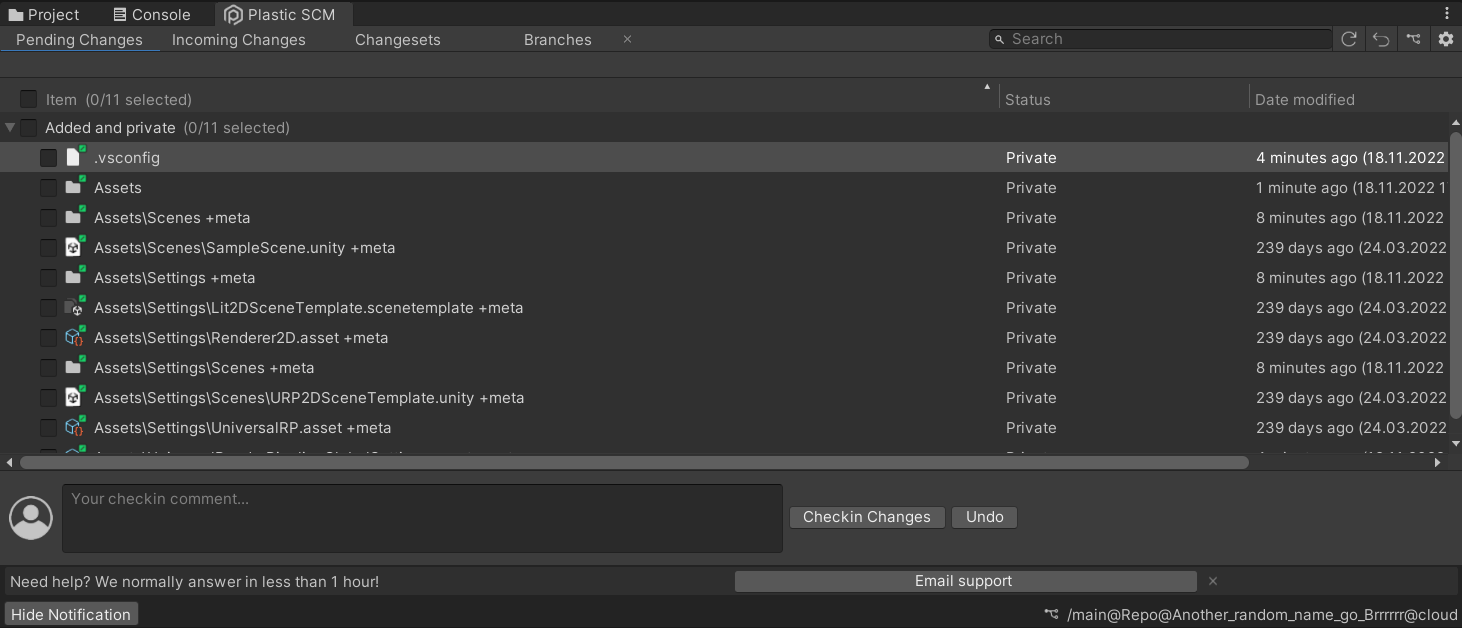 Project Console Plastic SCM
Pending Changes Incoming Changes Changesets Branches × Search
Item (0/11 selected) Status Date modified
Added and private (0/11 selected)
.vsconfig Private 4 minutes ago (18.11.2022
Assets Private 1 minute ago (18.11.2022 1
Assets\Scenes +meta Private 8 minutes ago (18.11.2022
Assets\Scenes\SampleScene.unity +meta Private 239 days ago (24.03.2022
Assets\Settings +meta Private 8 minutes ago (18.11.2022
Assets\Settings\Lit2DSceneTemplate.scenetemplate +meta Private 239 days ago (24.03.2022
Assets\Settings\Renderer2D.asset +meta Private 239 days ago (24.03.2022
Assets\Settings\Scenes +meta Private 8 minutes ago (18.11.2022
Assets\Settings\Scenes\URP2DSceneTemplate.unity +meta Private 239 days ago (24.03.2022
Assets\Settings\UniversalRP.asset +meta Private 239 days ago (24.03.2022
Your checkin comment...
Checkin Changes Undo
Need help? We normally answer in less than 1 hour! Email support ×
Hide Notification /main@Repo@Another_random_name_go_Brrrrrr@cloud